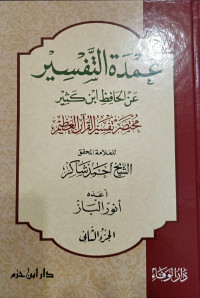 عمدة التفسير
عن الحافظ ابن كثير
مختصر تفسير القرآن العظيم
للعلامة المحقق
الشيخ أحمد شاكر
أعده
أنور الباز
الجزء الثاني
دار ابن حزم
دار الوفاء